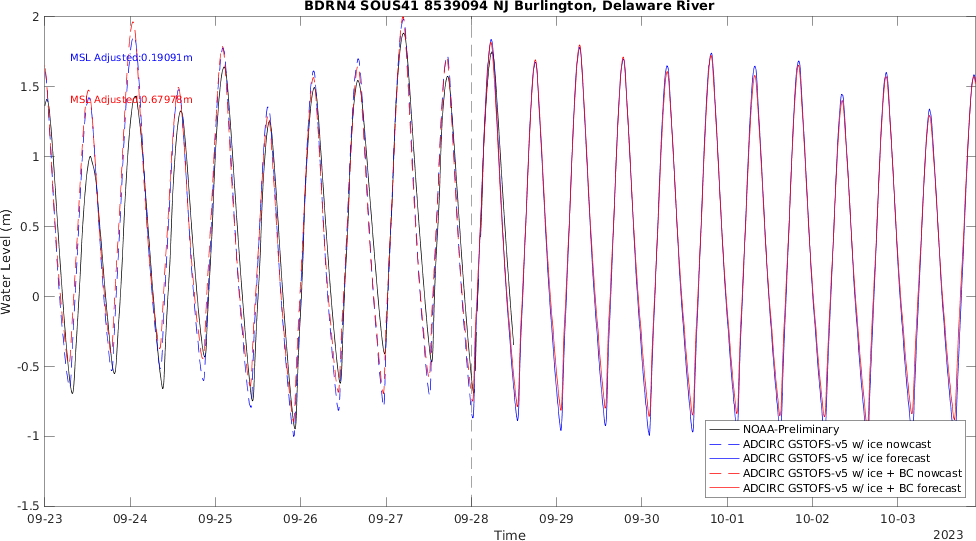 BDRN4 SOUS41 8539094 NJ Burlington, Delaware River
2
1.5
1
0.5
0
-0.5
-1
-1.5
Water Level (m)
MSL Adjusted:0.19091m
MSL Adjusted:0.67978m
NOAA-Preliminary
ADCIRC GSTOFS-v5 w/ ice nowcast
ADCIRC GSTOFS-v5 w/ ice forecast
ADCIRC GSTOFS-v5 w/ ice + BC nowcast
ADCIRC GSTOFS-v5 w/ ice + BC forecast
09-23 09-24 09-25 09-26 09-27 09-28 09-29 09-30 10-01 10-02 10-03
Time
2023